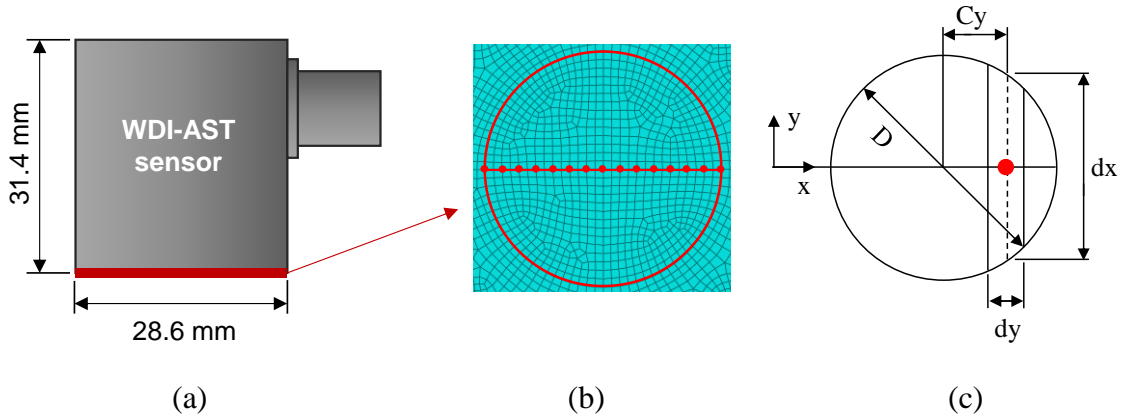 31.4 mm
WDI-AST
sensor
28.6 mm
(a)
(b)
Cy
y
x
D
dx
dy
(c)